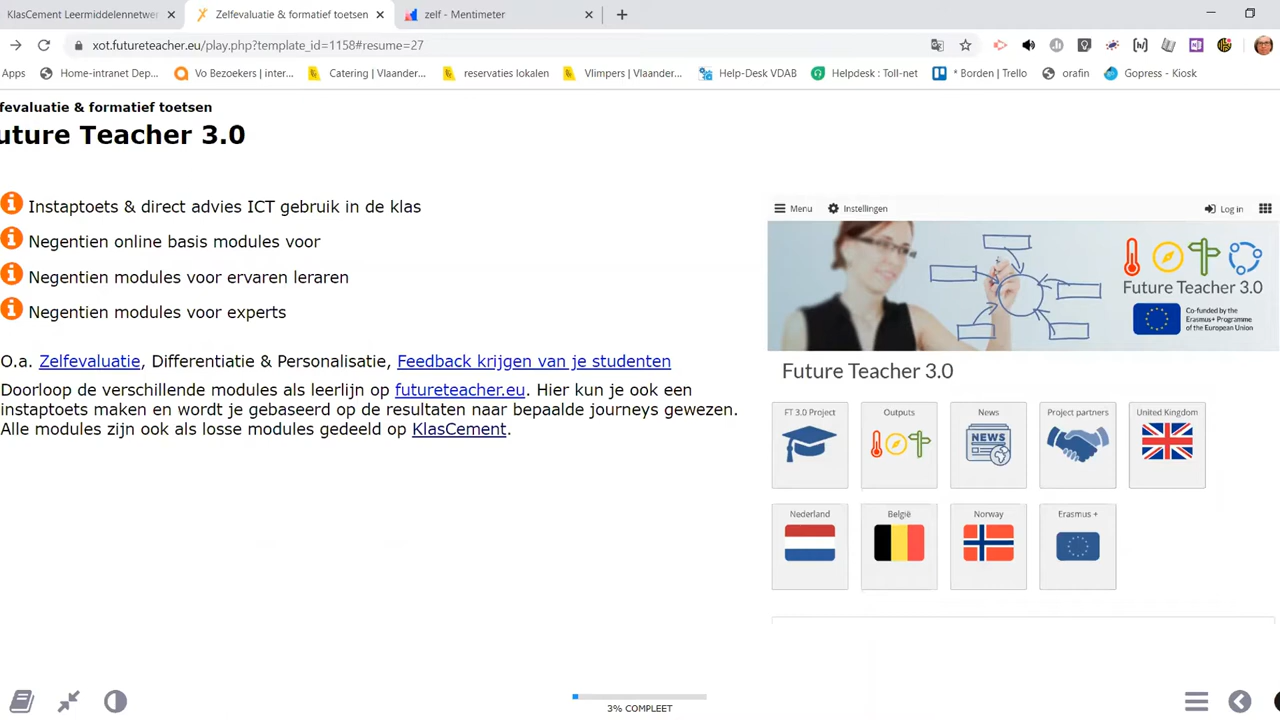 KlasCement Leermiddelennetwer
Zelfevaluatie & formatief toetsen
zelf - Mentimeter
xot.futureteacher.eu/play.php?template_id=1158#resume=27
Apps
Home-intranet Dep...
Vo Bezoekers | inter...
Catering | Vlaander...
reservaties lokalen
Vlimpers | Vlaander...
Help-Desk VDAB
Helpdesk : Toll-net
* Borden | Trello
orafin
Gopress - Kiosk
fevaluatie & formatief toetsen
uture Teacher 3.0
Instaptoets & direct advies ICT gebruik in de klas
Negentien online basis modules voor
Negentien modules voor ervaren leraren
Negentien modules voor experts
O.a. Zelfevaluatie, Differentiatie & Personalisatie, Feedback krijgen van je studenten
Doorloop de verschillende modules als leerlijn op futureteacher.eu. Hier kun je ook een
instaptoets maken en wordt je gebaseerd op de resultaten naar bepaalde journeys gewezen.
Alle modules zijn ook als losse modules gedeeld op KlasCement.
Menu
Instellingen
Log in
Future Teacher 3.0
Co-funded by the
Erasmus+ Programme
of the European Union
Future Teacher 3.0
FT 3.0 Project
Outputs
News
NEWS
Project partners
United Kingdom
Nederland
België
Norway
Erasmus +
3% COMPLEET